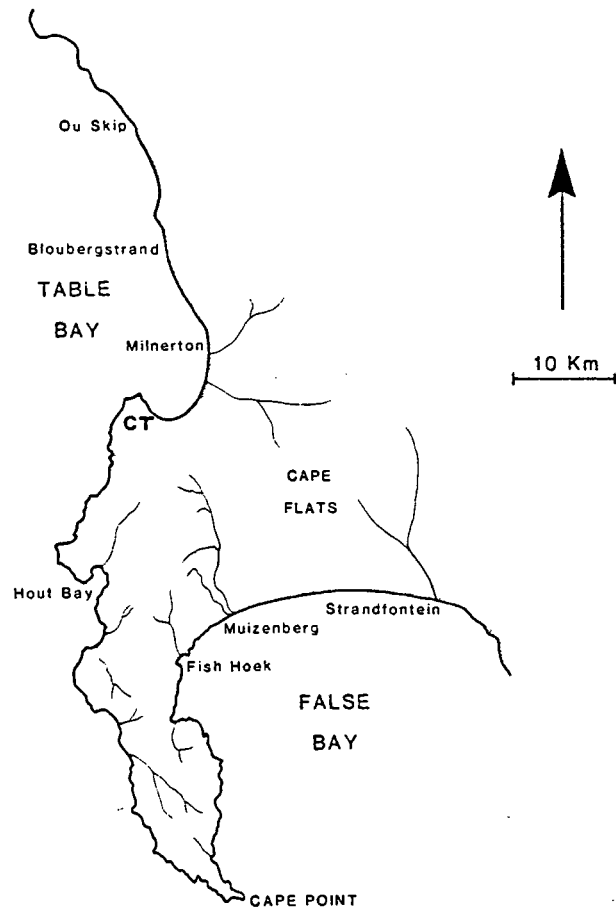 Ou Skip
Bloubergstrand
TABLE
BAY
Milnerton
10 Km
CT
CAPE
FLATS
Hout Bay
Strandfontein
Muizenberg
Fish Hoek
FALSE
BAY
CAPE POINT